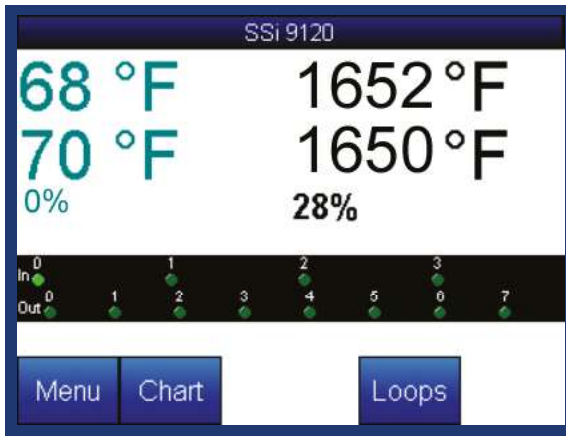 SSi 9120
68 °F 1652 °F
70 °F 1650 °F
0% 28%
0 1 2 3
In
0 1 2 3 4 5 6 7
Out
Menu Chart Loops